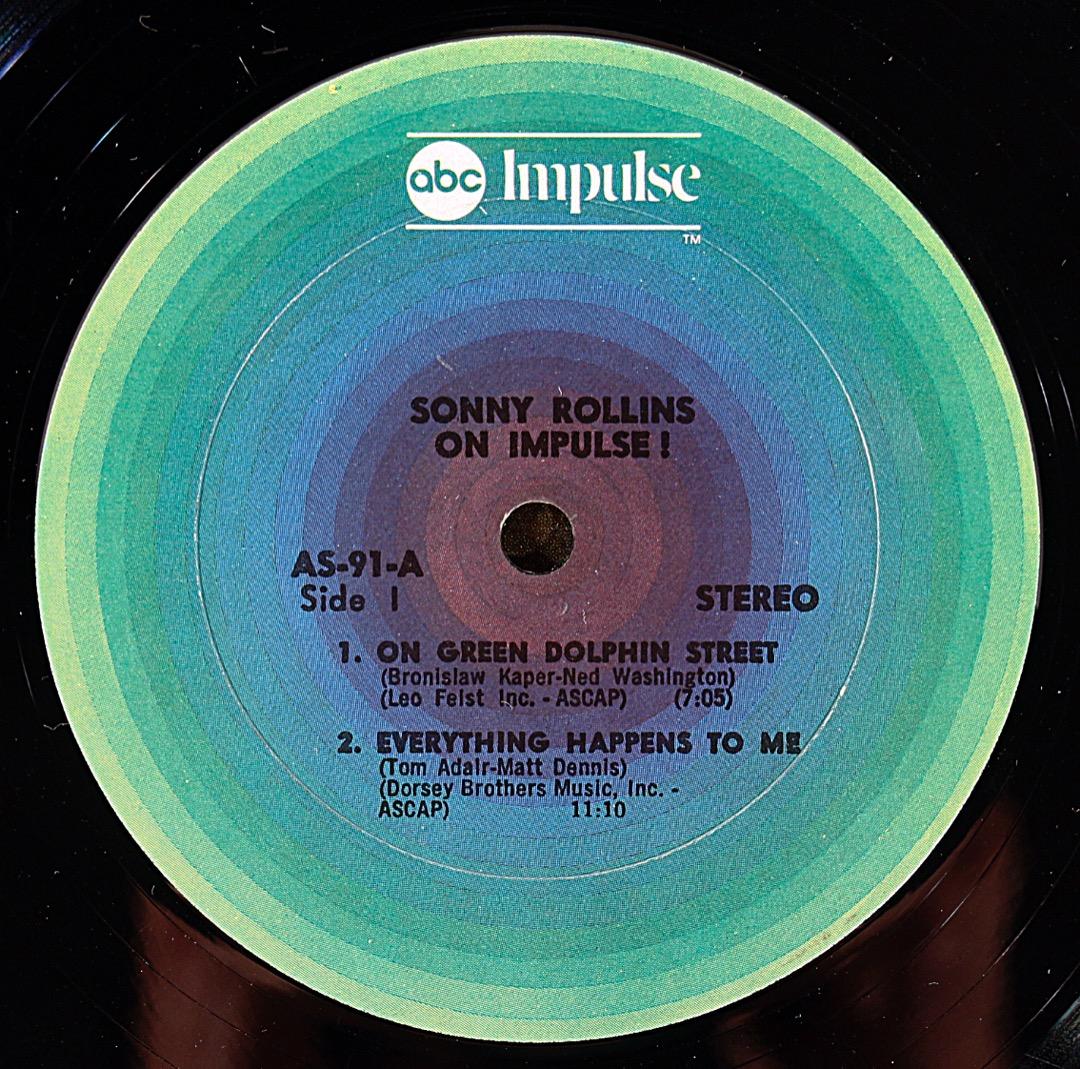 abc Impulse
TM
SONNY ROLLINS
ON IMPULSE!
AS-91-A
Side 1
STEREO
1. ON GREEN DOLPHIN STREET
(Bronislaw Kaper-Ned Washington)
(Leo Feist Inc. - ASCAP) (7:05)
2. EVERYTHING HAPPENS TO ME
(Tom Adair-Matt Dennis)
(Dorsey Brothers Music, Inc. -
ASCAP) 11:10